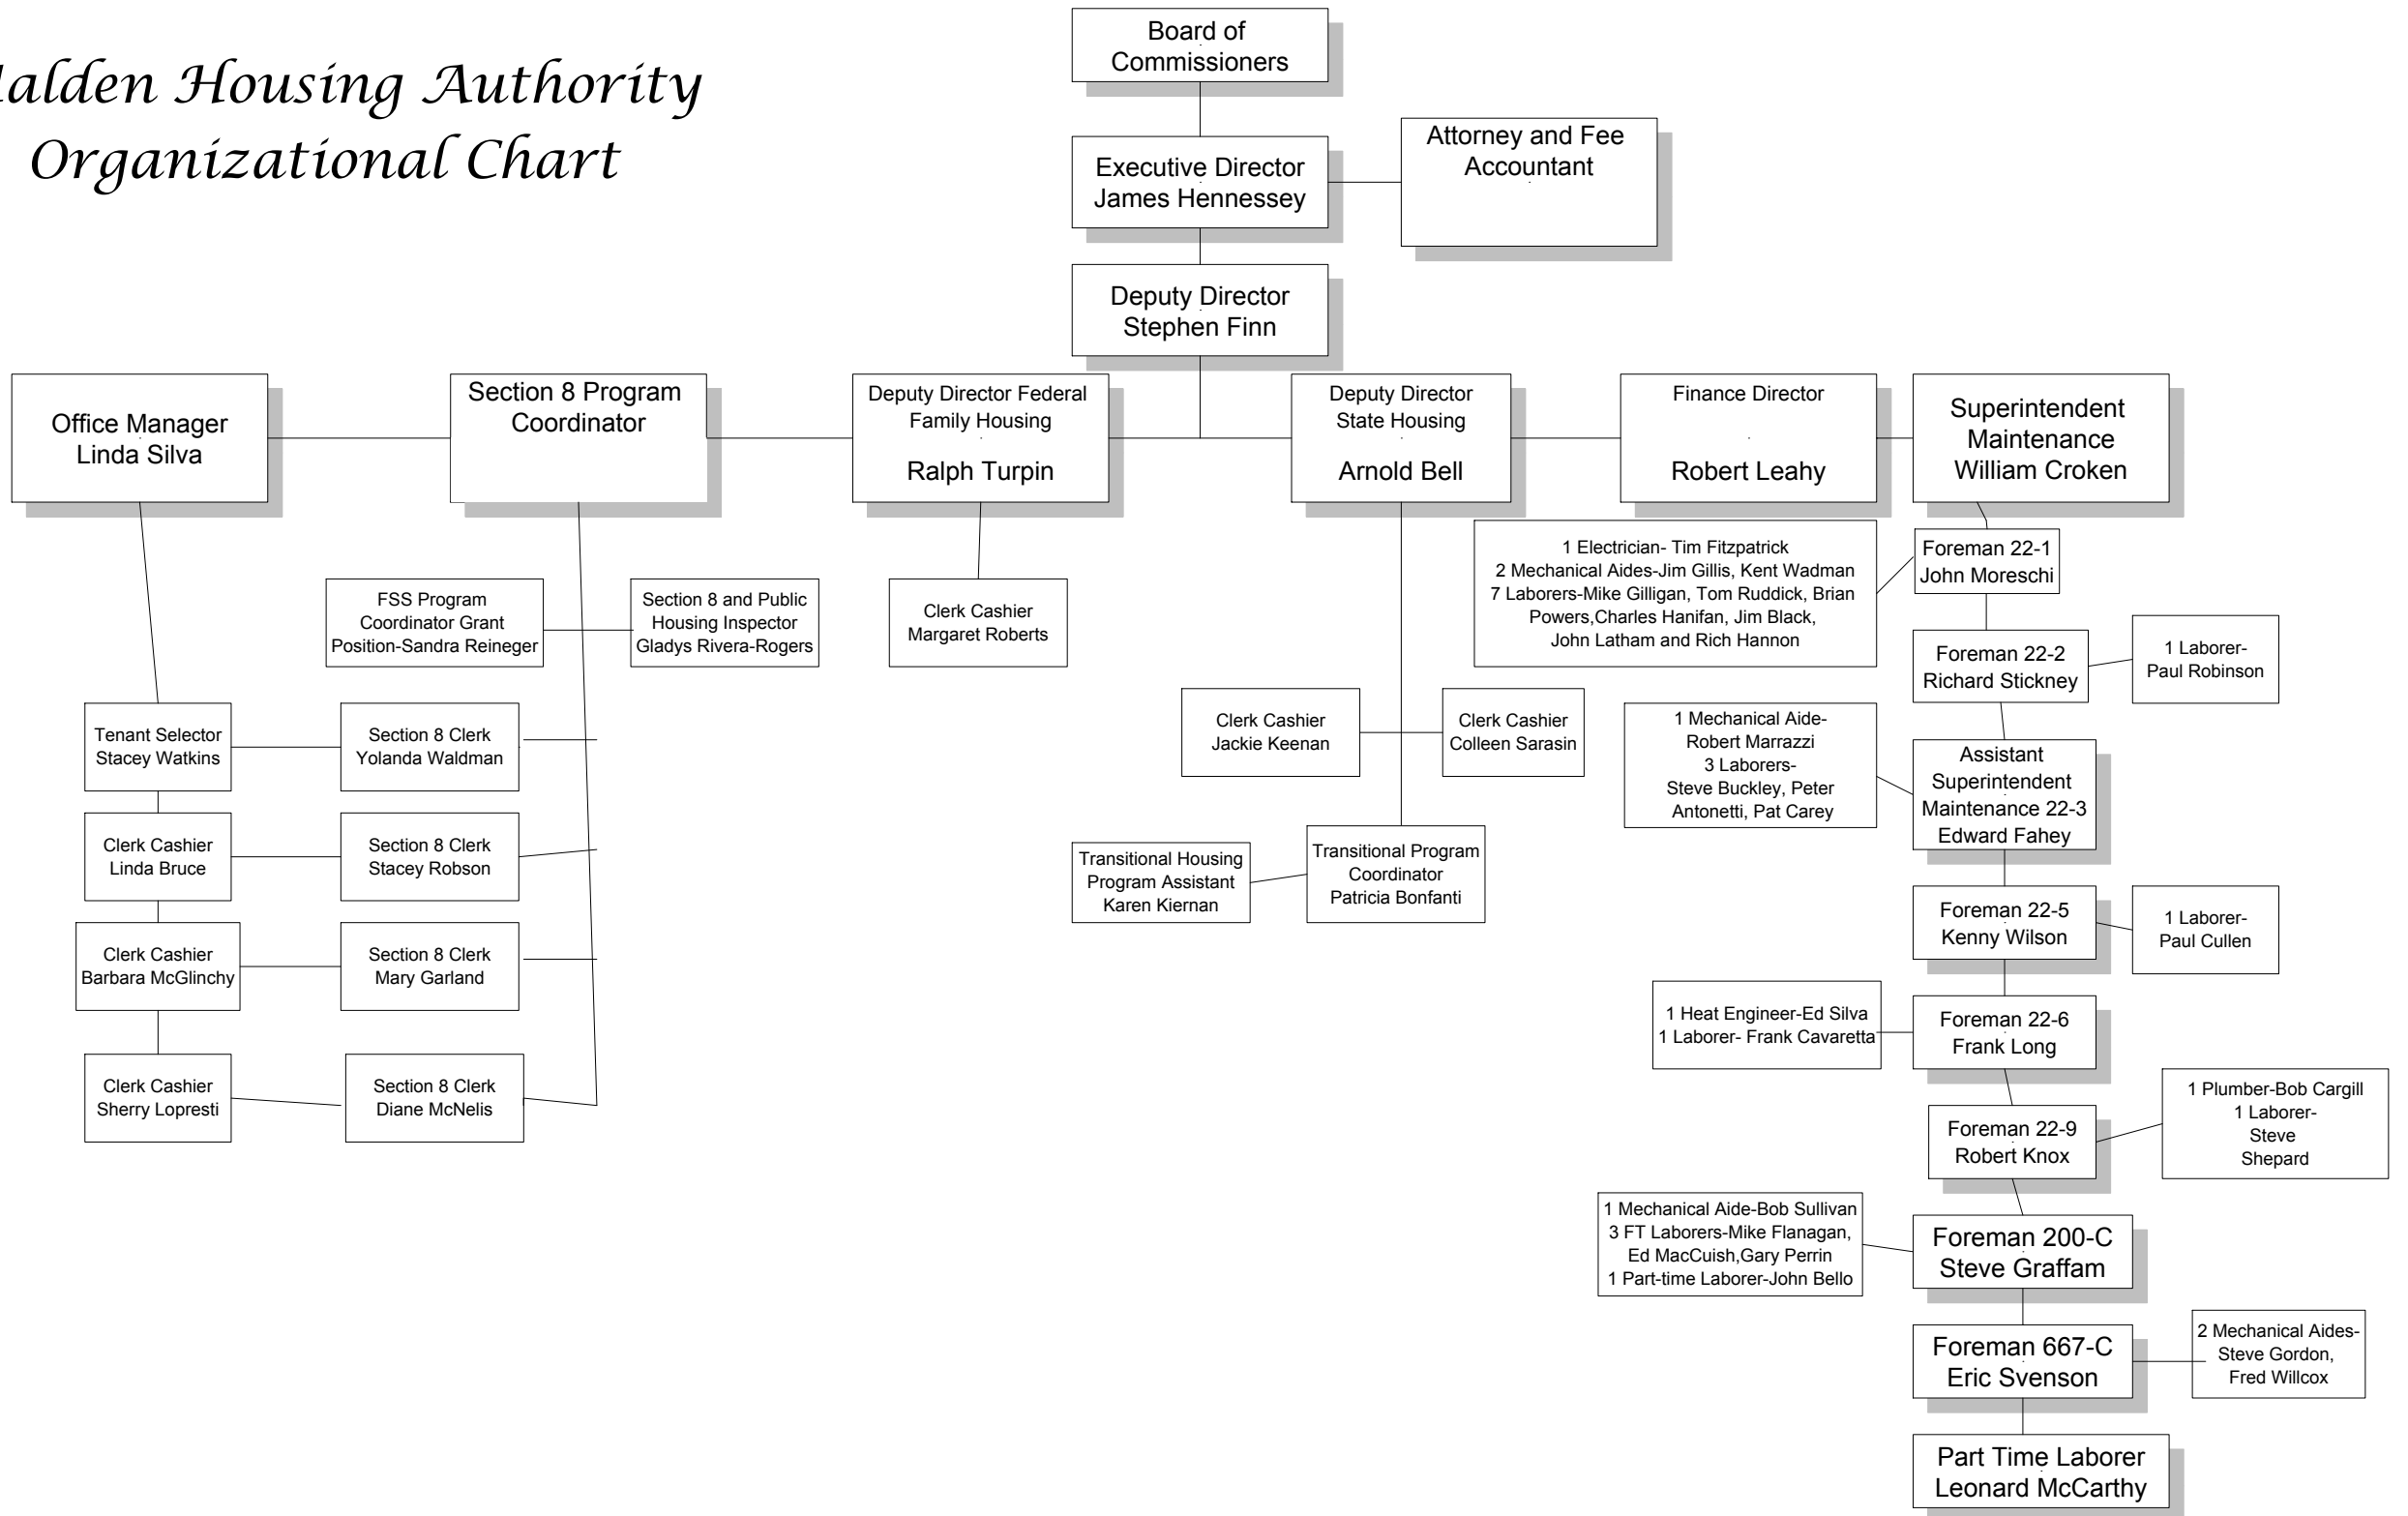 alden Housing Authority
Organizational Chart
Board of
Commissioners
Executive Director
James Hennessey
Attorney and Fee
Accountant
Deputy Director
Stephen Finn
Office Manager
Linda Silva
Section 8 Program
Coordinator
Deputy Director Federal
Family Housing
Ralph Turpin
Deputy Director
State Housing
Arnold Bell
Finance Director
Robert Leahy
Superintendent
Maintenance
William Croken
1 Electrician- Tim Fitzpatrick
2 Mechanical Aides-Jim Gillis, Kent Wadman
7 Laborers-Mike Gilligan, Tom Ruddick, Brian
Powers,Charles Hanifan, Jim Black,
John Latham and Rich Hannon
Foreman 22-1
John Moreschi
FSS Program
Coordinator Grant
Position-Sandra Reineger
Section 8 and Public
Housing Inspector
Gladys Rivera-Rogers
Clerk Cashier
Margaret Roberts
Foreman 22-2
Richard Stickney
1 Laborer-
Paul Robinson
Tenant Selector
Stacey Watkins
Section 8 Clerk
Yolanda Waldman
Clerk Cashier
Jackie Keenan
Clerk Cashier
Colleen Sarasin
1 Mechanical Aide-
Robert Marrazzi
3 Laborers-
Steve Buckley, Peter
Antonetti, Pat Carey
Assistant
Superintendent
Maintenance 22-3
Edward Fahey
Clerk Cashier
Linda Bruce
Section 8 Clerk
Stacey Robson
Transitional Housing
Program Assistant
Karen Kiernan
Transitional Program
Coordinator
Patricia Bonfanti
Foreman 22-5
Kenny Wilson
1 Laborer-
Paul Cullen
Clerk Cashier
Barbara McGlinchy
Section 8 Clerk
Mary Garland
1 Heat Engineer-Ed Silva
1 Laborer- Frank Cavaretta
Foreman 22-6
Frank Long
Clerk Cashier
Sherry Lopresti
Section 8 Clerk
Diane McNelis
Foreman 22-9
Robert Knox
1 Plumber-Bob Cargill
1 Laborer-
Steve
Shepard
1 Mechanical Aide-Bob Sullivan
3 FT Laborers-Mike Flanagan,
Ed MacCuish,Gary Perrin
1 Part-time Laborer-John Bello
Foreman 200-C
Steve Graffam
Foreman 667-C
Eric Svenson
2 Mechanical Aides-
Steve Gordon,
Fred Willcox
Part Time Laborer
Leonard McCarthy